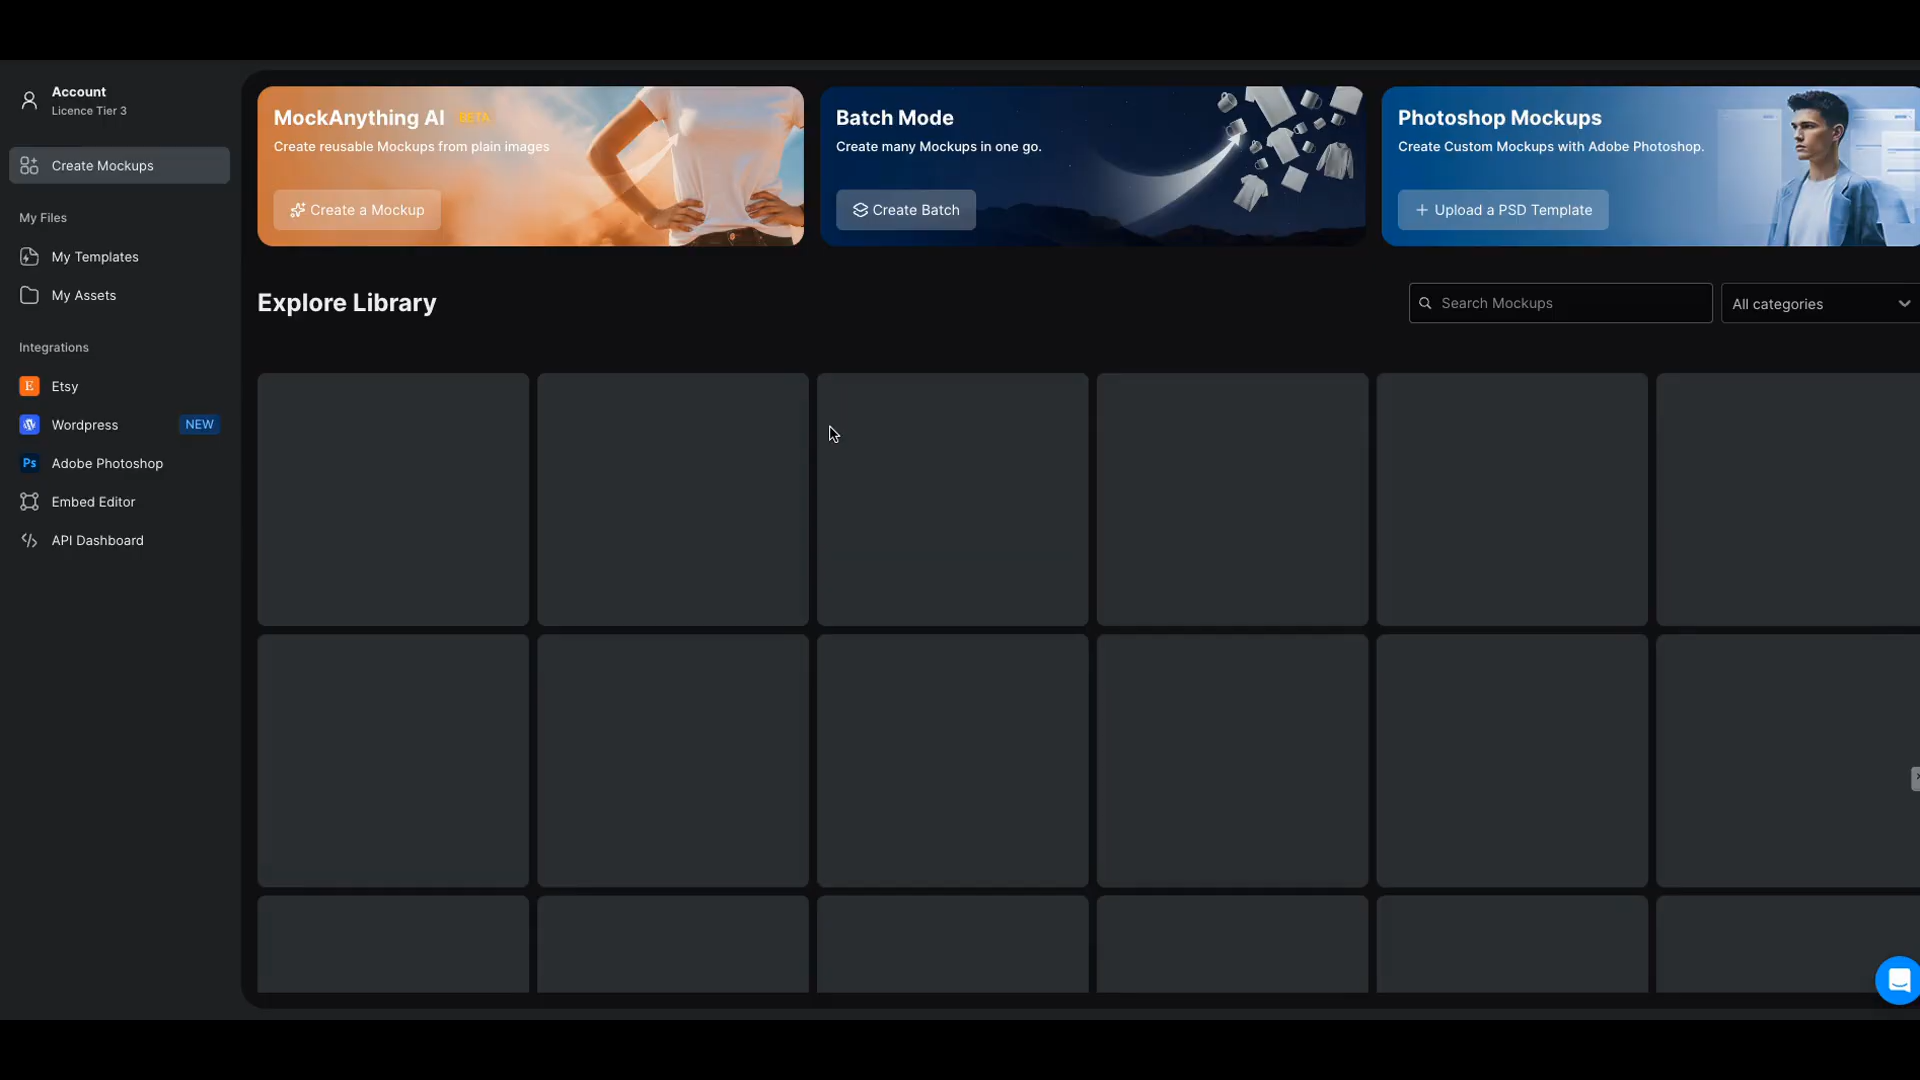 Account
Licence Tier 3
Create Mockups
My Files
My Templates
My Assets
Integrations
E Etsy
Wordpress NEW
Ps Adobe Photoshop
Embed Editor
API Dashboard
MockAnything AI BETA
Create reusable Mockups from plain images
Create a Mockup
Batch Mode
Create many Mockups in one go.
Create Batch
Photoshop Mockups
Create Custom Mockups with Adobe Photoshop.
+ Upload a PSD Template
Explore Library
Search Mockups
All categories